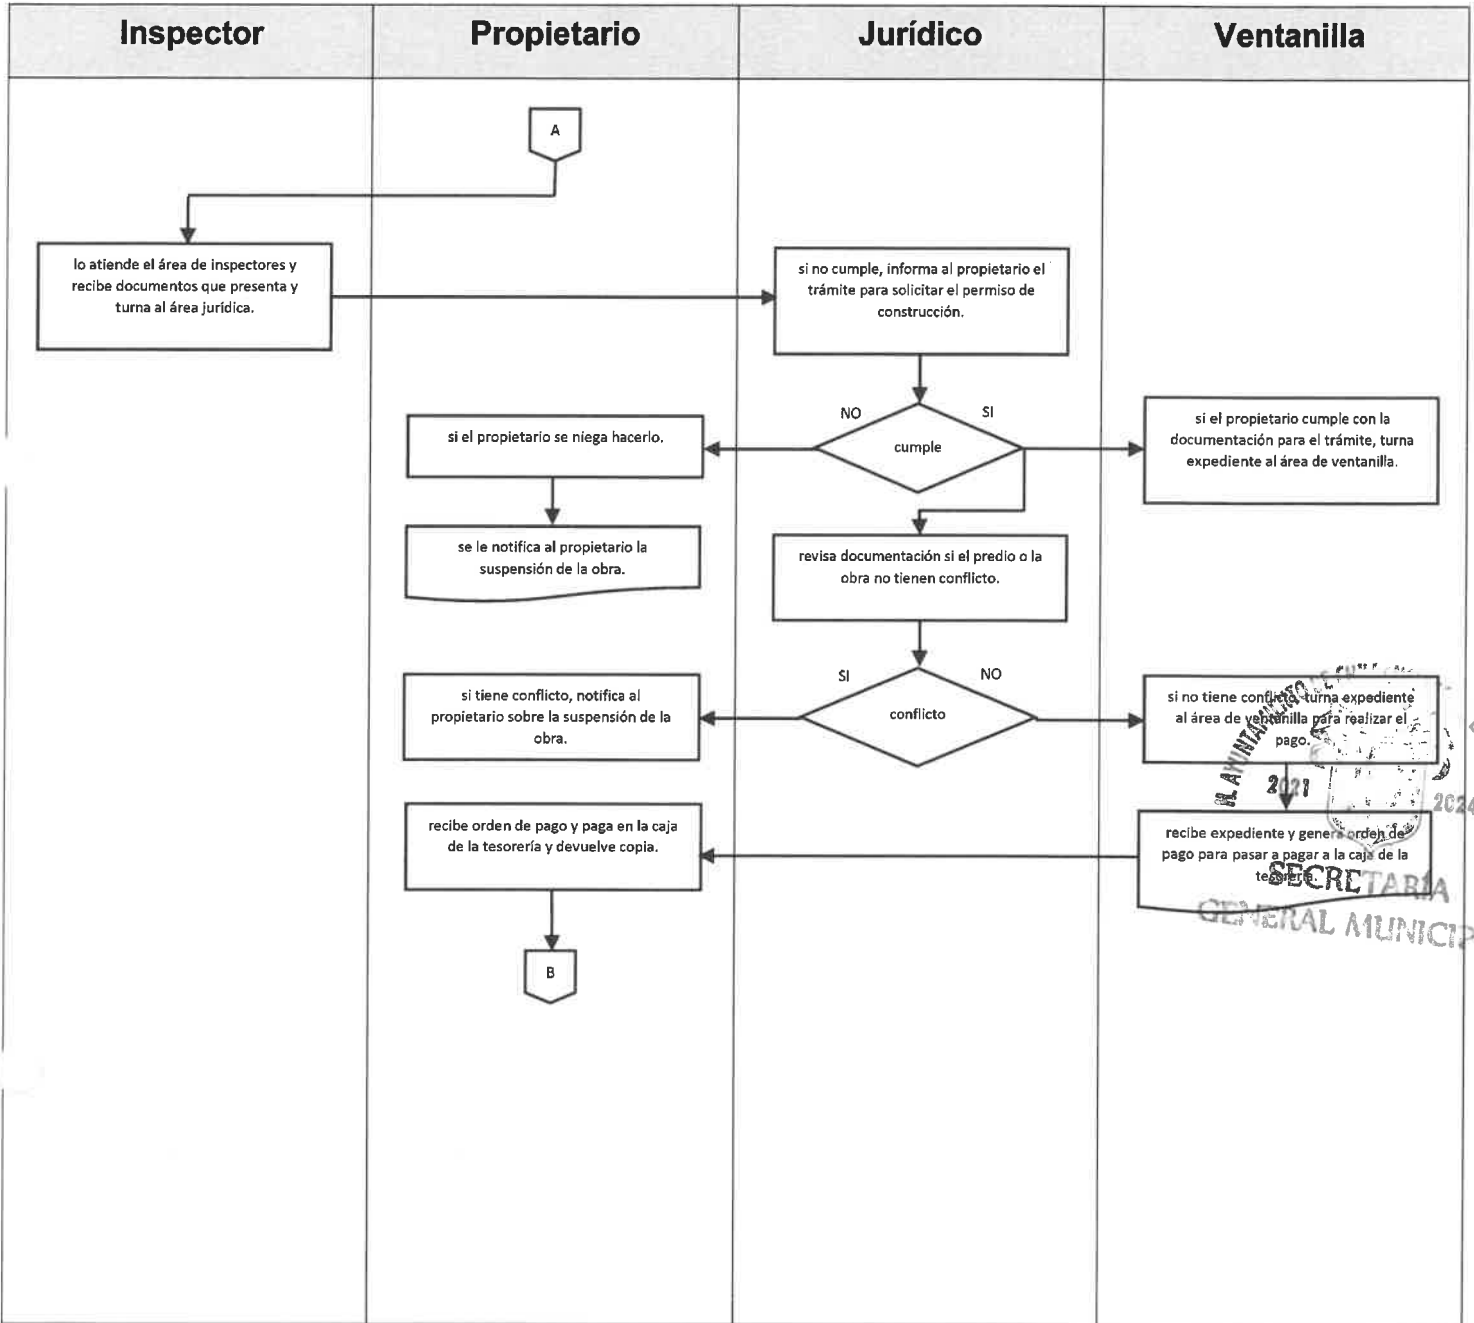 Inspector
Propietario
Jurídico
Ventanilla
A
lo atiende el área de inspectores y
recibe documentos que presenta y
turna al área jurídica.
si no cumple, informa al propietario el
trámite para solicitar el permiso de
construcción.
NO
SI
cumple
si el propietario se niega hacerlo.
si el propietario cumple con la
documentación para el trámite, turna
expediente al área de ventanilla.
se le notifica al propietario la
suspensión de la obra.
revisa documentación si el predio o la
obra no tienen conflicto.
SI
NO
conflicto
si tiene conflicto, notifica al
propietario sobre la suspensión de la
obra.
si no tiene conflicto, turna expediente
al área de ventanilla para realizar el
pago.
recibe orden de pago y paga en la caja
de la tesorería y devuelve copia.
recibe expediente y genera orden de
pago para pasar a pagar a la caja de la
tesorería.
B
H. AYUNTAMIENTO DE
2021
2024
SECRETARÍA
GENERAL MUNICIP